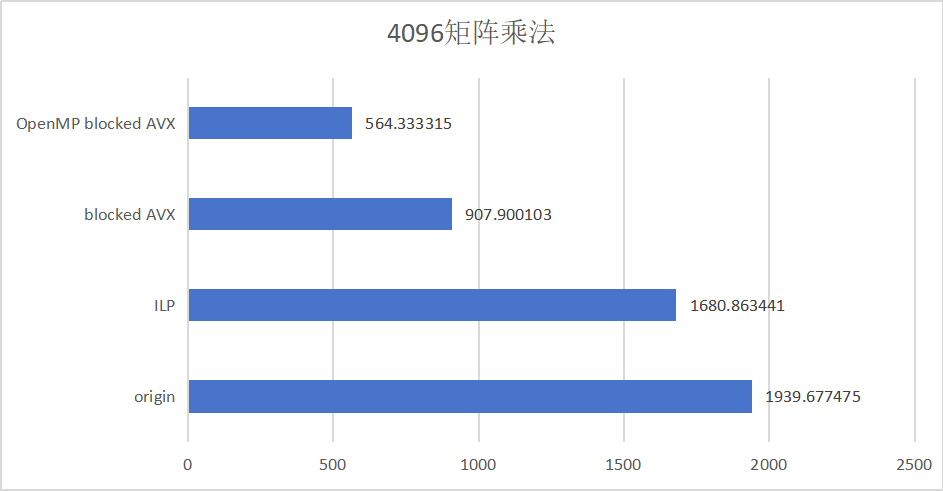 4096矩阵乘法
OpenMP blocked AVX 564.333315
blocked AVX 907.900103
ILP 1680.863441
origin 1939.677475
0 500 1000 1500 2000 2500